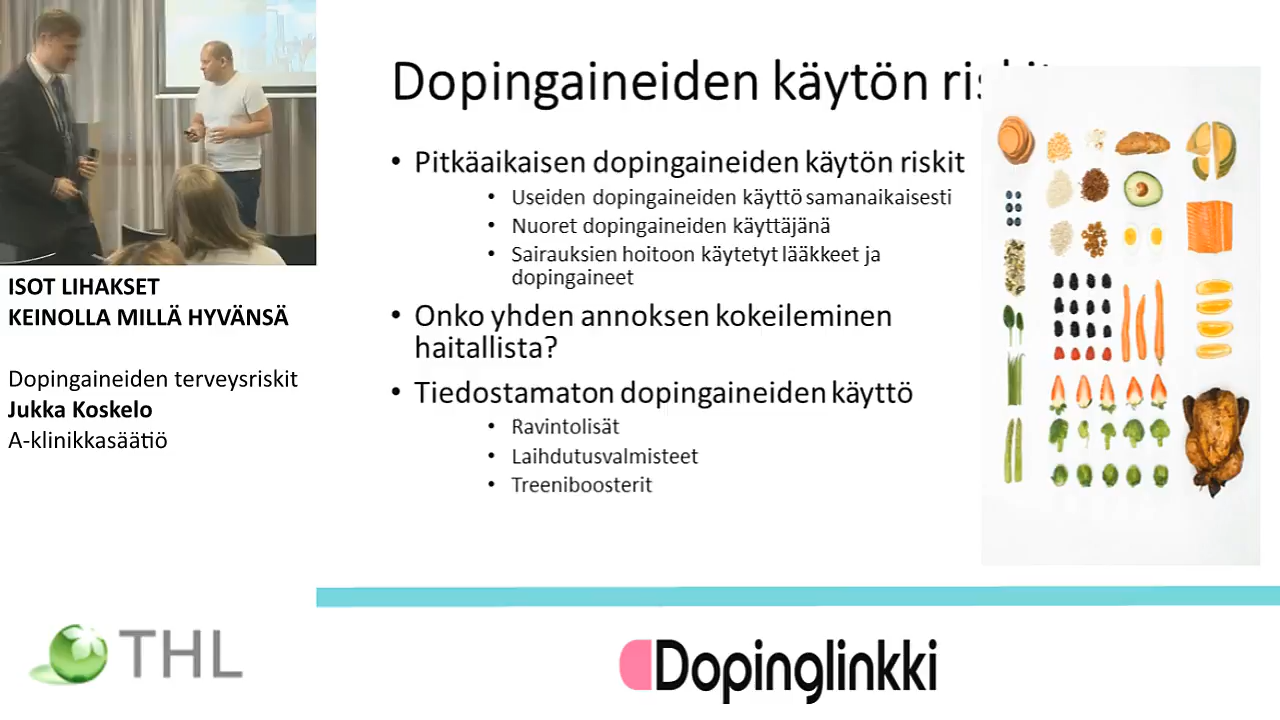 ISOT LIHAKSET
KEINOLLA MILLÄ HYVÄNSÄ
Dopingaineiden terveysriskit
Jukka Koskelo
A-klinikkasäätiö
THL
Dopingaineiden käytön riskit
• Pitkäaikaisen dopingaineiden käytön riskit
• Useiden dopingaineiden käyttö samanaikaisesti
• Nuoret dopingaineiden käyttäjänä
• Sairauksien hoitoon käytetyt lääkkeet ja
dopingaineet
• Onko yhden annoksen kokeileminen
haitallista?
• Tiedostamaton dopingaineiden käyttö
• Ravintolisät
• Laihdutusvalmisteet
• Treeniboosterit
Dopinglinkki